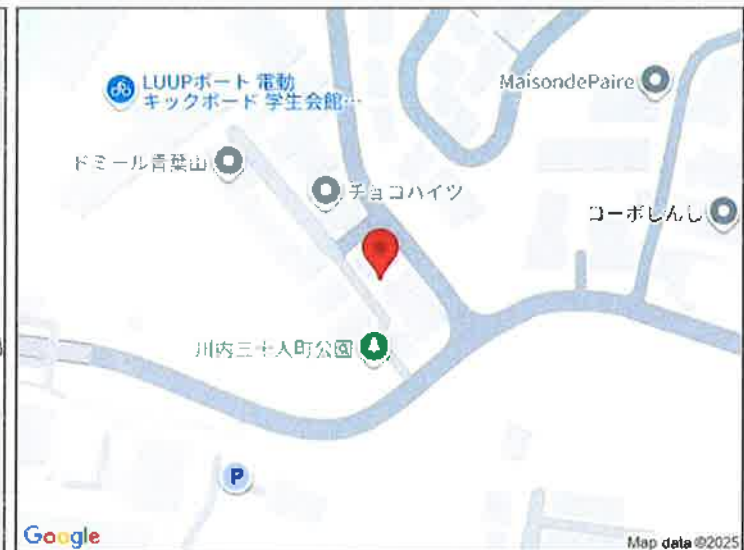 LUUPポート 電動
キックボード 学生会館…
MaisondePaire
ドミール青葉山
チョコハイツ
コーポしんし
川内三十人町公園
P
Google
Map data ©2025